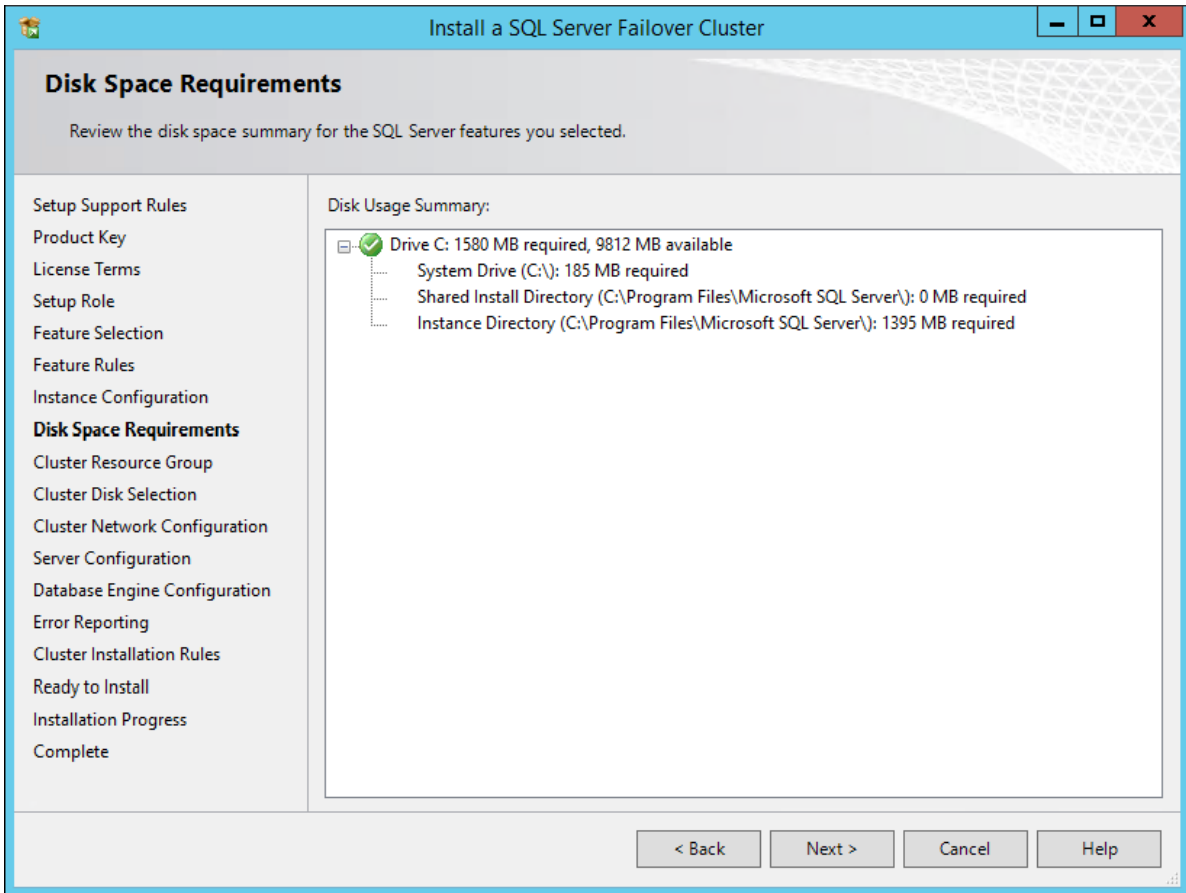 Install a SQL Server Failover Cluster
Disk Space Requirements
Review the disk space summary for the SQL Server features you selected.
Setup Support Rules
Product Key
License Terms
Setup Role
Feature Selection
Feature Rules
Instance Configuration
Disk Space Requirements
Cluster Resource Group
Cluster Disk Selection
Cluster Network Configuration
Server Configuration
Database Engine Configuration
Error Reporting
Cluster Installation Rules
Ready to Install
Installation Progress
Complete
Disk Usage Summary:
Drive C: 1580 MB required, 9812 MB available
System Drive (C:\): 185 MB required
Shared Install Directory (C:\Program Files\Microsoft SQL Server\): 0 MB required
Instance Directory (C:\Program Files\Microsoft SQL Server\): 1395 MB required
< Back Next > Cancel Help